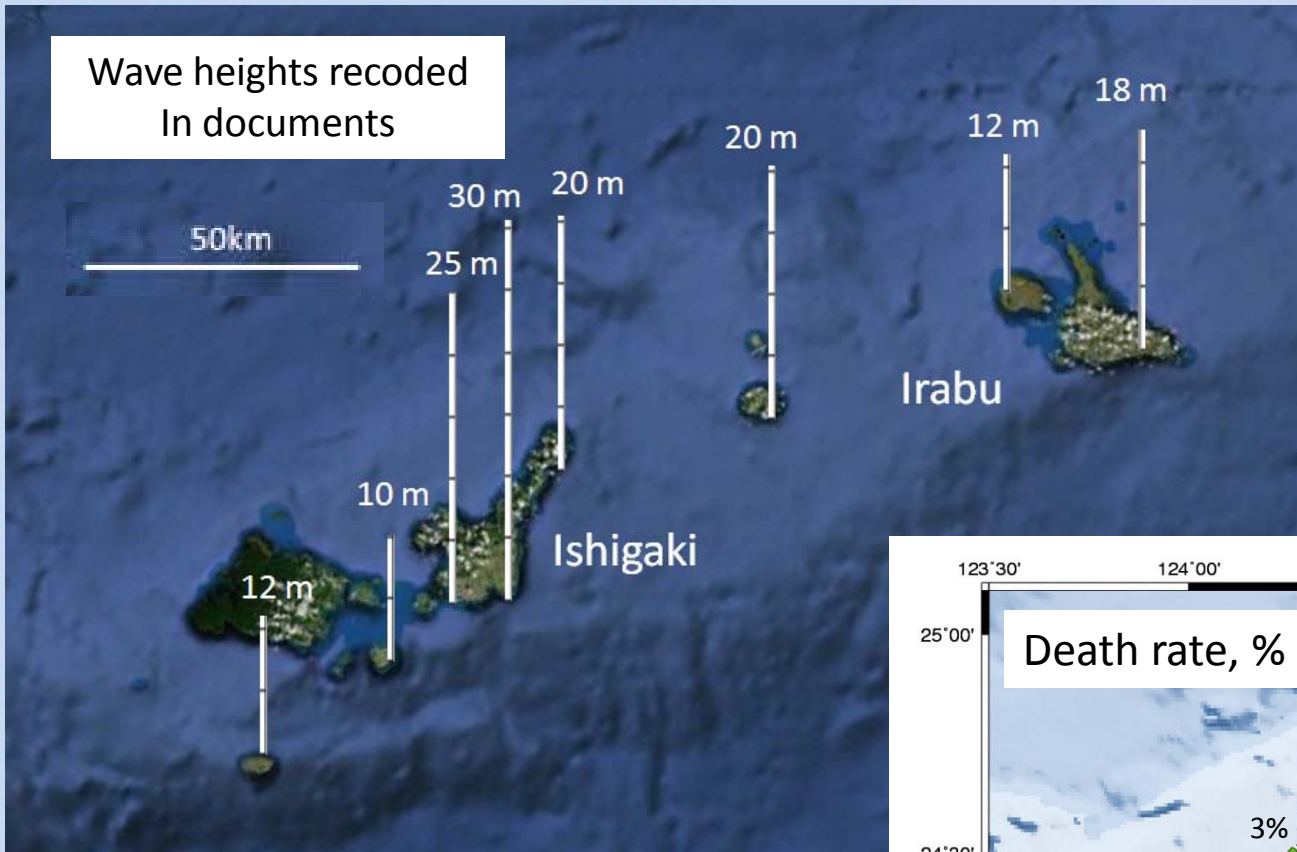 Wave heights recoded
In documents
50km
18 m
12 m
20 m
20 m
30 m
25 m
Irabu
10 m
Ishigaki
12 m
123˚30'
124˚00'
25˚00'
Death rate, %
3%